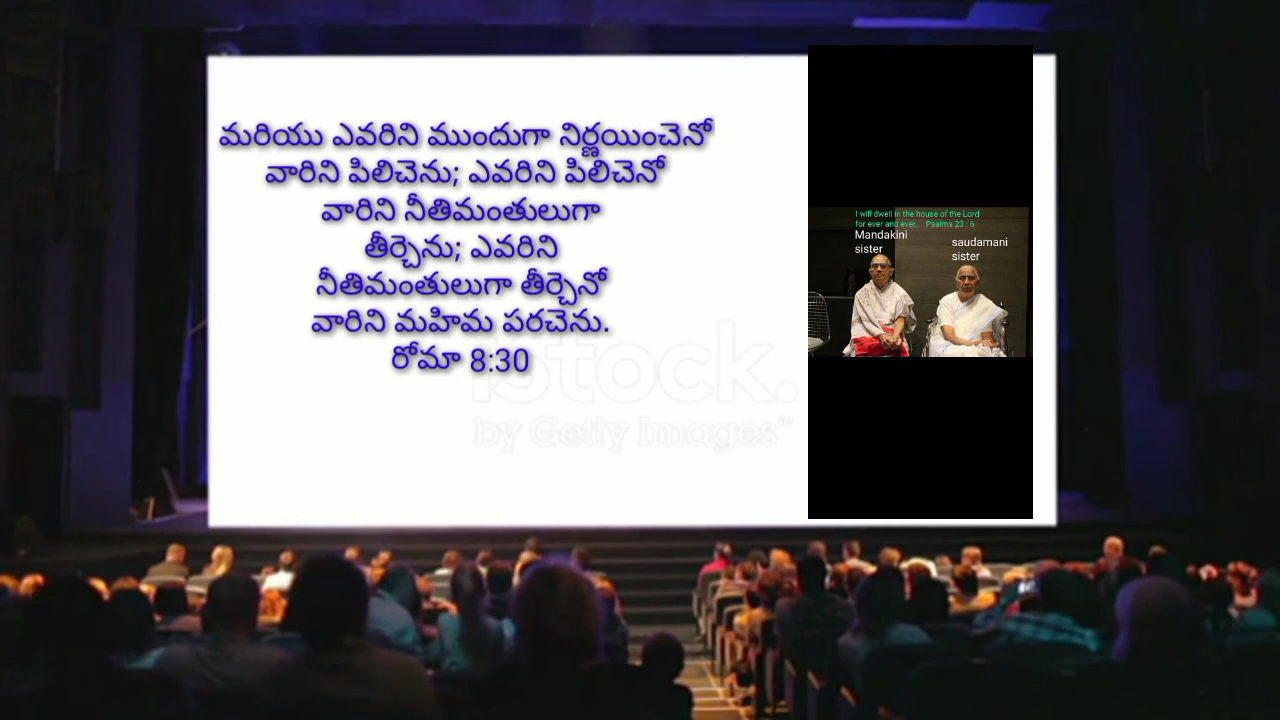 మరియు ఎవరిని ముందుగా నిర్ణయించెనో
వారిని పిలిచెను; ఎవరిని పిలిచెనో
వారిని నీతిమంతులుగా
తీర్చెను; ఎవరిని
నీతిమంతులుగా తీర్చెనో
వారిని మహిమ పరచెను.
రోమా 8:30
iStock.
by Getty Images™
I will dwell in the house of the Lord
for ever and ever. Psalms 23 : 6
Mandakini
sister
saudamani
sister